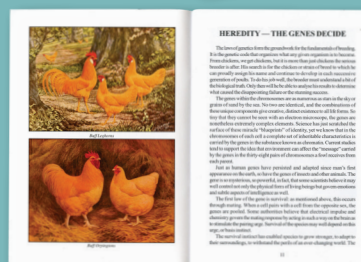 Buff Leghorns
Buff Orpingtons
HEREDITY — THE GENES DECIDE
The laws of genetics form the groundwork for the fundamentals of breeding.
It is the genetic code that organizes what any given organism is to become.
From chickens, we get chickens, but it is more than just chickens the serious
breeder is after. His search is for the chicken or strain of breed in which he
can proudly sign his name and continue to develop in each successive
generation of poults. To do his job well, the breeder must understand a bit of
the biological truth. Only then will he be able to analyze his results to determine
what caused the disappointing failure or the stunning success.
The genes within the chromosomes are as numerous as stars in the sky or
grains of sand by the sea. No two are identical, and the combinations of
these unique components give creative, distinct existence to all life forms. So
tiny that they cannot be seen with an electron microscope, the genes are
nonetheless extremely complex elements. Science has just scratched the
surface of these minute "blueprints" of identity, yet we know that in the
chromosomes of each cell a complete set of inheritable characteristics is
carried by the genes in the substance known as chromatin. Current studies
tend to support the idea that environment can affect the "message" carried
by the genes in the thirty-eight pairs of chromosomes a fowl receives from
each parent.
Just as human genes have persisted and adapted since man's first
appearance on the earth, so have the genes of insects and other animals. The
gene is so mysterious, so powerful, in fact, that some scientists believe it may
well control not only the physical form of living beings but govern emotions
and subtle aspects of intelligence as well.
The first law of the gene is survival: as mentioned above, this occurs
through mating. When a cell pairs with a cell from the opposite sex, the
genes are pooled. Some authorities believe that electrical impulse and
chemistry govern the mating response by acting in such a way on the brain as
to stimulate the pairing urge. Survival of the species may well depend on this
urge, or basic instinct.
The survival instinct has enabled species to grow stronger, to adapt to
their surroundings, to withstand the perils of an ever-changing world. The